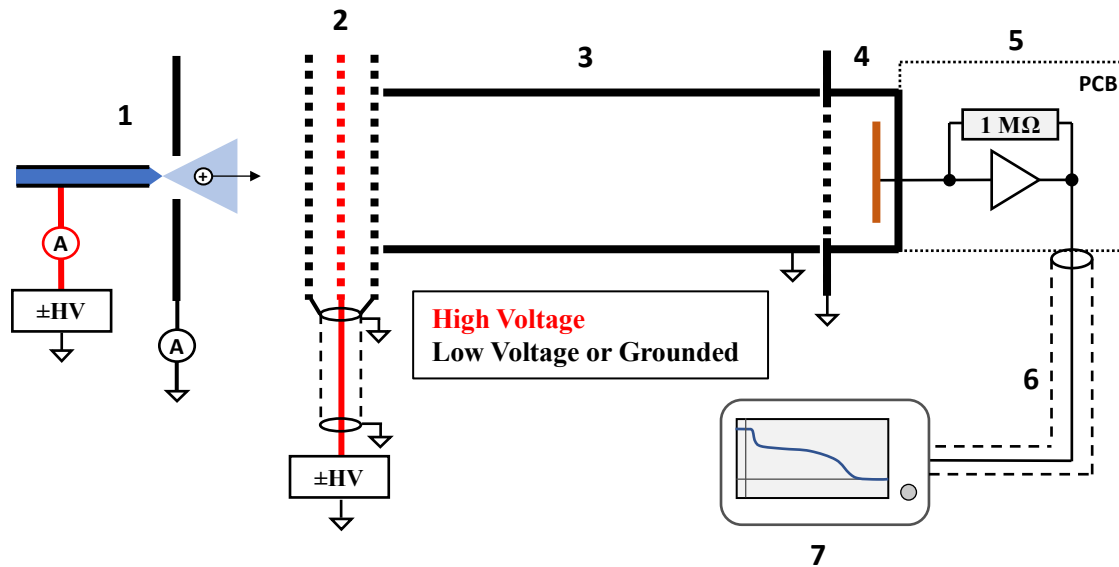 2
1
3
4
5
PCB
1 MΩ
+
A
±HV
A
High Voltage
Low Voltage or Grounded
±HV
6
7